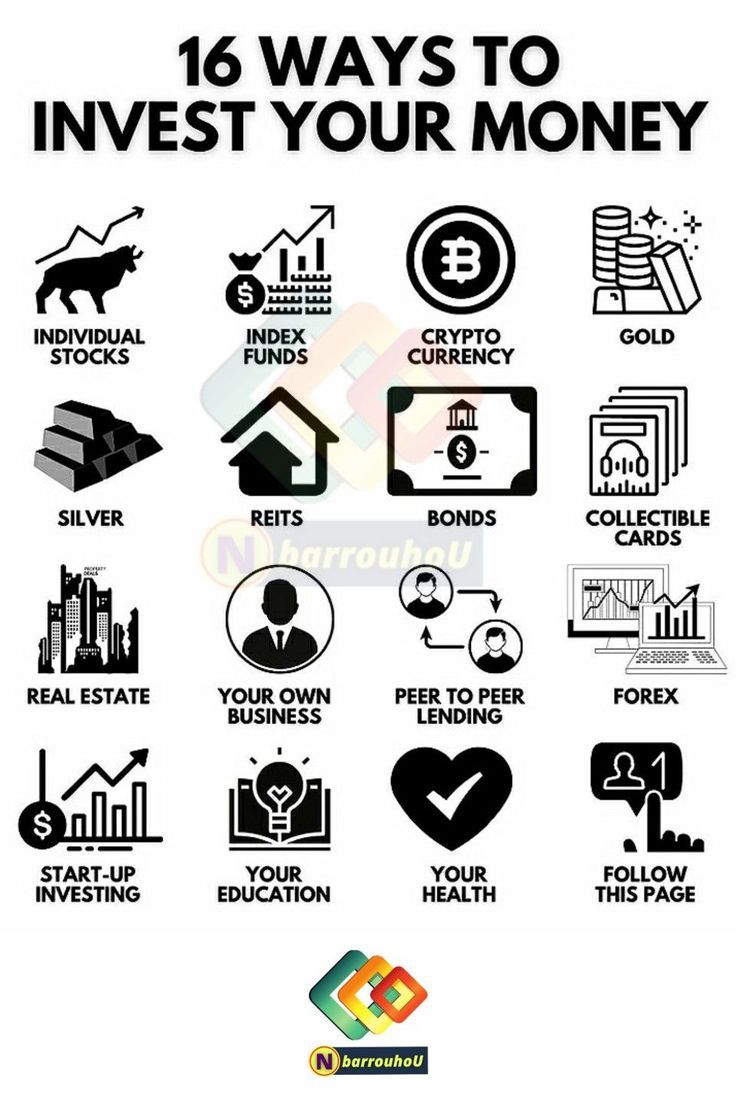 16 WAYS TO
INVEST YOUR MONEY
INDIVIDUAL
STOCKS
INDEX
FUNDS
CRYPTO
CURRENCY
GOLD
SILVER
REITS
BONDS
COLLECTIBLE
CARDS
N barrouhoU
PROPERTY
DEALS
REAL ESTATE
YOUR OWN
BUSINESS
PEER TO PEER
LENDING
FOREX
1
START-UP
INVESTING
YOUR
EDUCATION
YOUR
HEALTH
FOLLOW
THIS PAGE
N barrouhoU